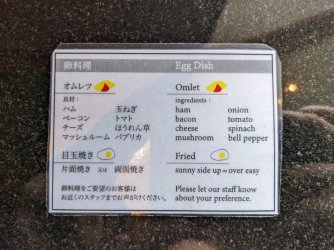 卵料理
オムレツ
具材：
ハム 玉ねぎ
ベーコン トマト
チーズ ほうれん草
マッシュルーム パプリカ
目玉焼き
片面焼き 又は 両面焼き
卵料理をご要望のお客様は
お近くのスタッフまでお声がけください。
Egg Dish
Omlet
ingredients :
ham onion
bacon tomato
cheese spinach
mushroom bell pepper
Fried
sunny side up or over easy
Please let our staff know
about your preference.